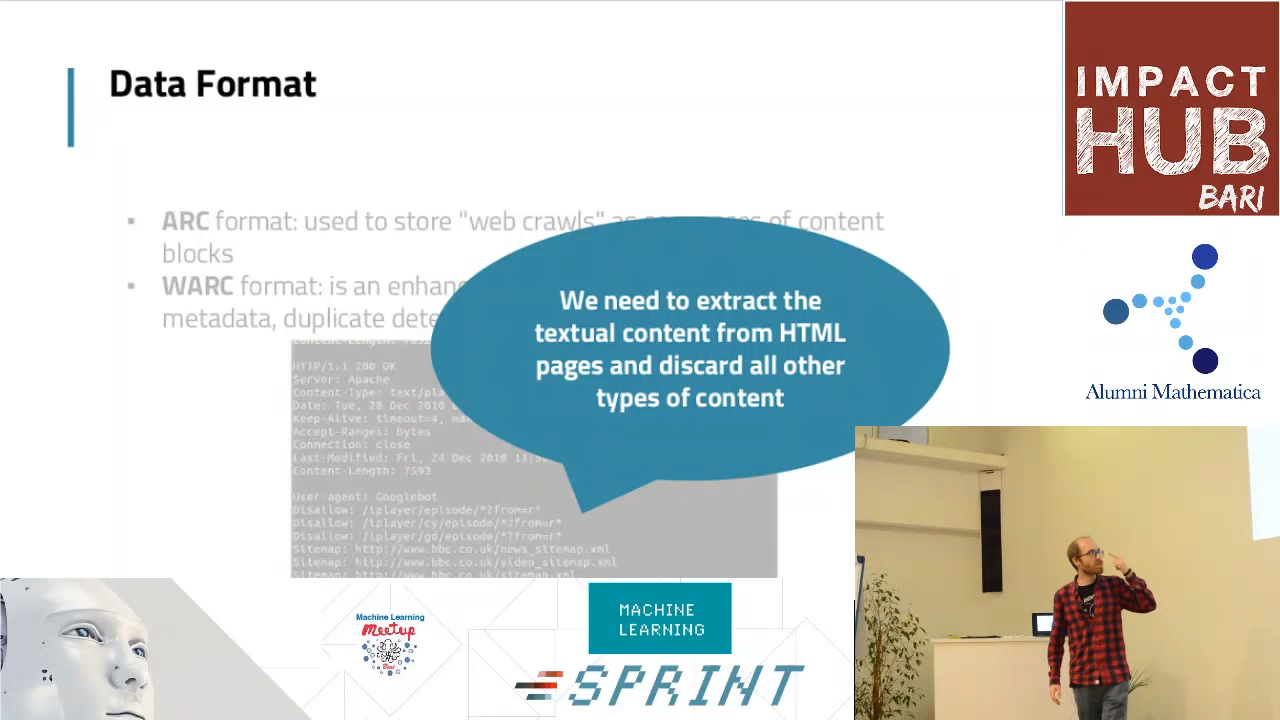 Data Format
• ARC format: used to store "web crawls" as sequences of content
blocks
• WARC format: is an enhan
metadata, duplicate dete
We need to extract the
textual content from HTML
pages and discard all other
types of content
HTTP/1.1 200 OK
Server: Apache
Content-Type: text/pla
Date: Tue, 28 Dec 2010
Keep-Alive: timeout=4, ma
Accept-Ranges: bytes
Connection: close
Last-Modified: Fri, 24 Dec 2010 11:
Content-Length: 7593
User-agent: Googlebot
Disallow: /iplayer/episode/*?from=r*
Disallow: /iplayer/cy/episode/*?from=r*
Disallow: /iplayer/gd/episode/*?from=r*
Sitemap: http://www.bbc.co.uk/news_sitemap.xml
Sitemap: http://www.bbc.co.uk/video_sitemap.xml
Sitemap: http://www.bbc.co.uk/sitemap.xml
IMPACT
HUB
BARI
Alumni Mathematica
Machine Learning
Meetup
Bari
MACHINE
LEARNING
SPRINT